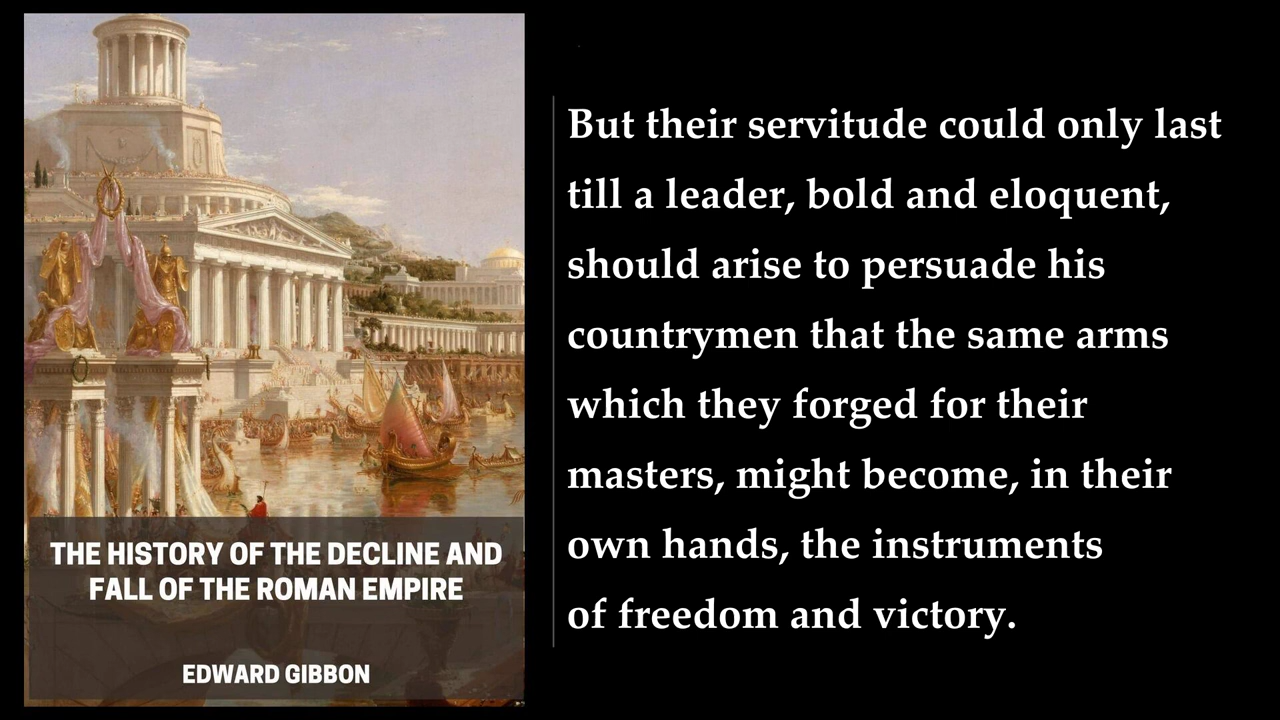 THE HISTORY OF THE DECLINE AND
FALL OF THE ROMAN EMPIRE
EDWARD GIBBON
But their servitude could only last
till a leader, bold and eloquent,
should arise to persuade his
countrymen that the same arms
which they forged for their
masters, might become, in their
own hands, the instruments
of freedom and victory.